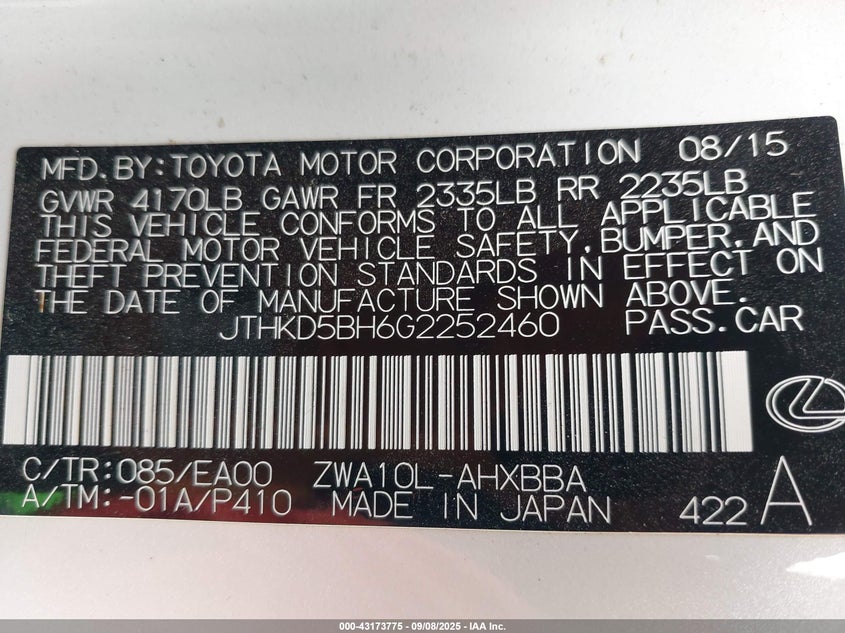 MFD. BY: TOYOTA MOTOR CORPORATION 08/15
GVWR 4170LB GAWR FR 2335LB RR 2235LB
THIS VEHICLE CONFORMS TO ALL APPLICABLE
FEDERAL MOTOR VEHICLE SAFETY, BUMPER, AND
THEFT PREVENTION STANDARDS IN EFFECT ON
THE DATE OF MANUFACTURE SHOWN ABOVE.
JTHKD5BH6G2252460 PASS. CAR
C/TR: 085/EA00 ZWA10L-AHXBBA
A/TM: -01A/P410 MADE IN JAPAN 422 A
000-43173775 - 09/08/2025 - IAA Inc.